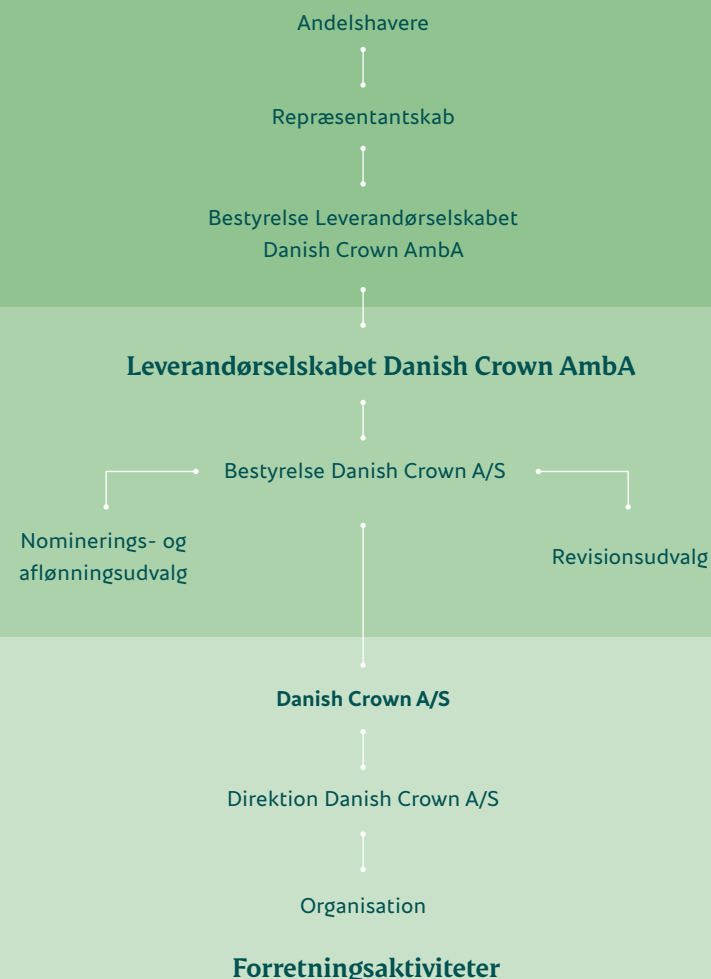 Andelshavere
Repræsentantskab
Bestyrelse Leverandørselskabet
Danish Crown AmbA
Leverandørselskabet Danish Crown AmbA
Bestyrelse Danish Crown A/S
Nominerings- og
aflønningsudvalg
Revisionsudvalg
Danish Crown A/S
Direktion Danish Crown A/S
Organisation
Forretningsaktiviteter